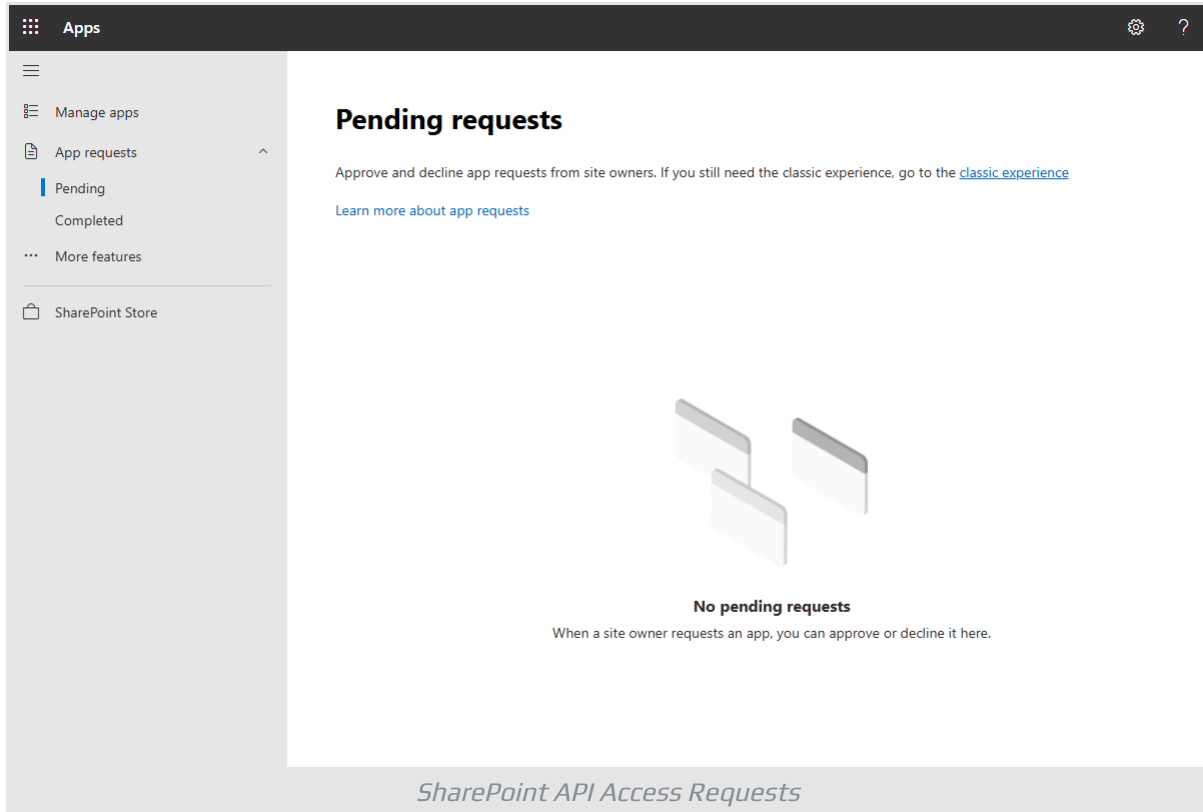 Apps
?
Manage apps
App requests
Pending
Completed
More features
SharePoint Store
Pending requests
Approve and decline app requests from site owners. If you still need the classic experience, go to the classic experience
Learn more about app requests
No pending requests
When a site owner requests an app, you can approve or decline it here.
SharePoint API Access Requests